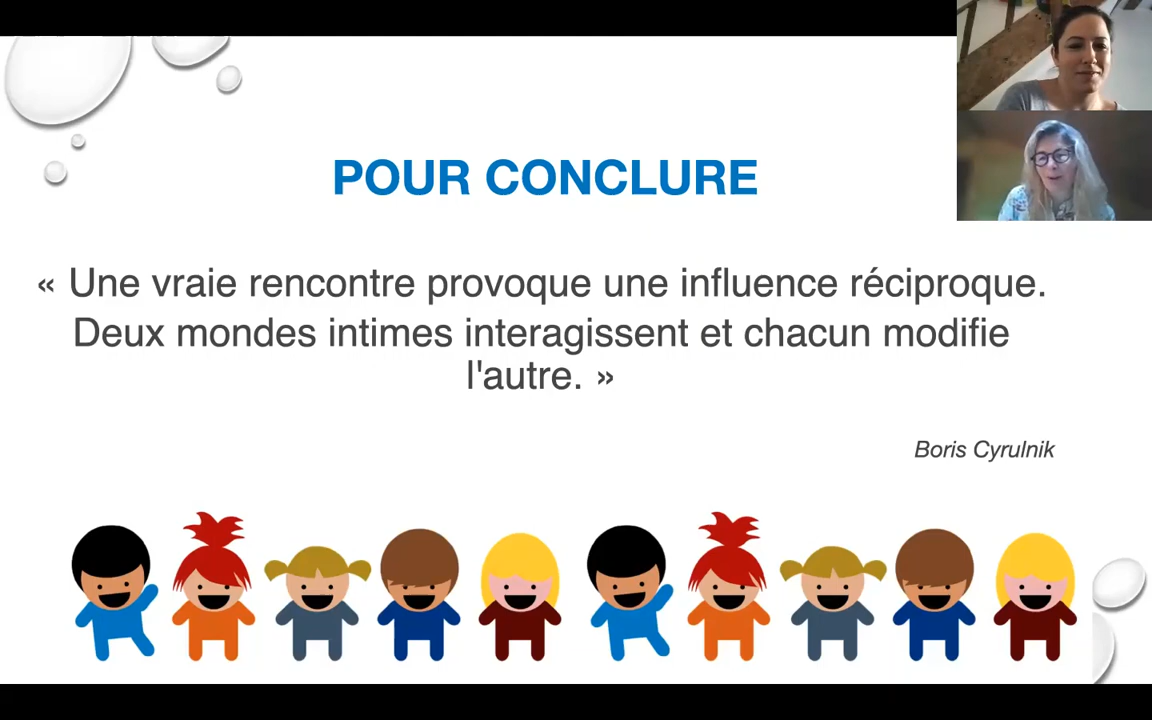 POUR CONCLURE
« Une vraie rencontre provoque une influence réciproque.
Deux mondes intimes interagissent et chacun modifie
l'autre. »
Boris Cyrulnik